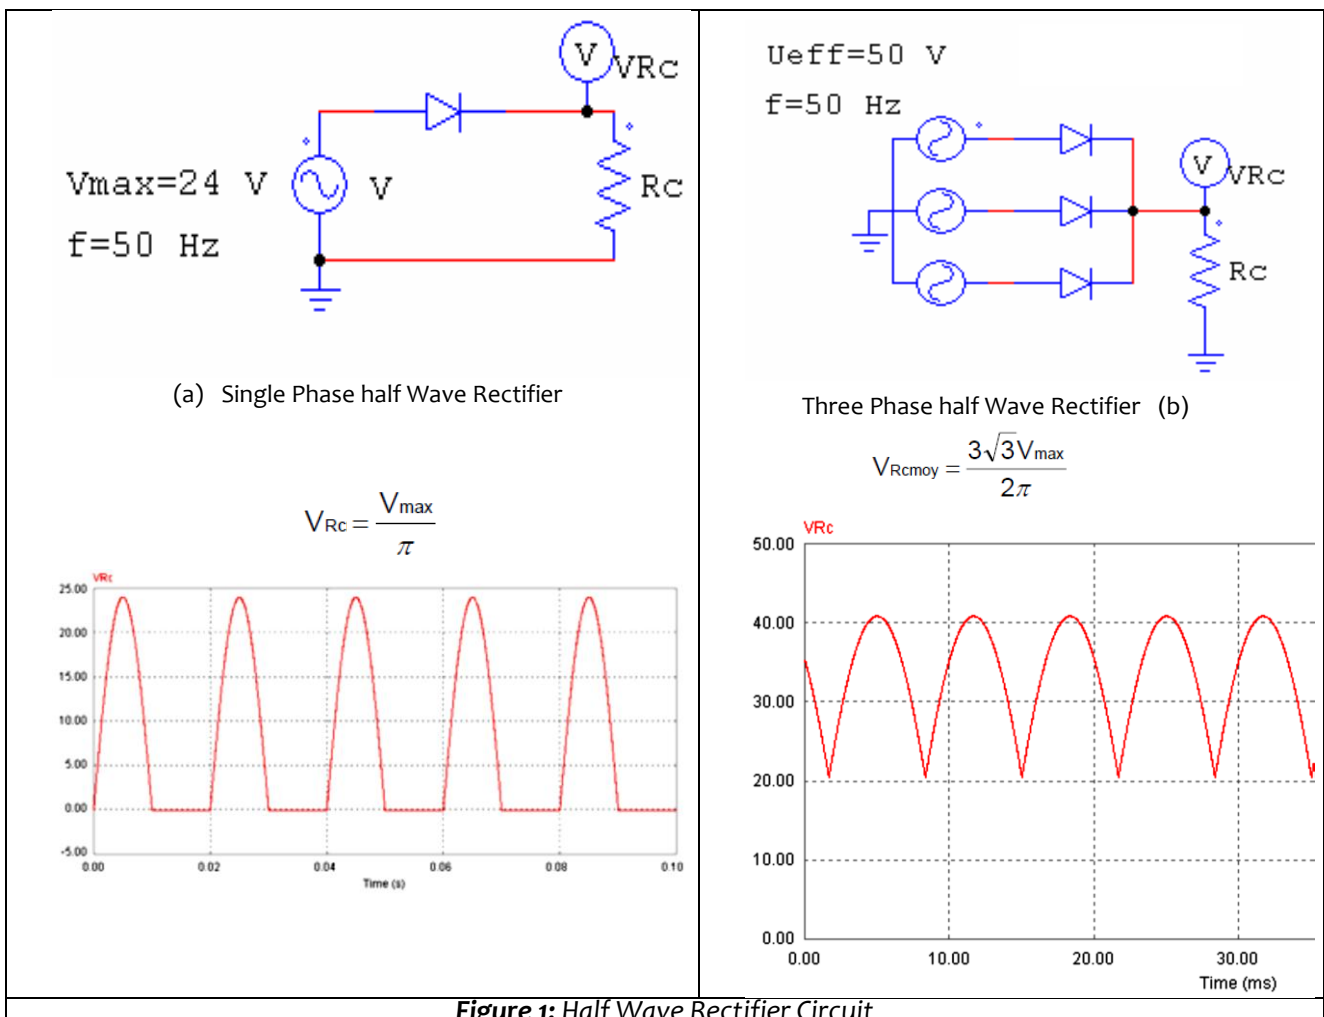 V
VRc
Vmax=24 V
V
Rc
f=50 Hz
(a) Single Phase half Wave Rectifier
V_Rc = V_max / π
VRc
25.00
20.00
15.00
10.00
5.00
0.00
-5.00
0.00 0.02 0.04 0.06 0.08 0.10
Time (s)
Ueff=50 V
f=50 Hz
V
VRc
Rc
Three Phase half Wave Rectifier (b)
V_Rcmoy = 3√3V_max / 2π
VRc
50.00
40.00
30.00
20.00
10.00
0.00
0.00 10.00 20.00 30.00
Time (ms)
Figure 1: Half Wave Rectifier Circuit